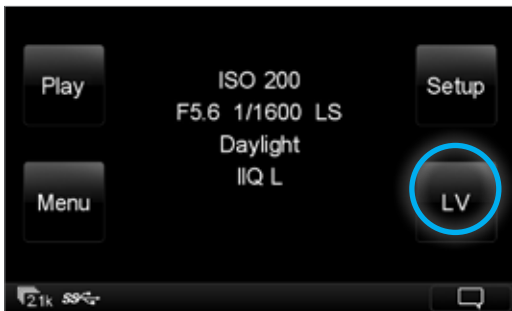 Play
ISO 200
Setup
F5.6 1/1600 LS
Daylight
IIQ L
Menu
LV
21k